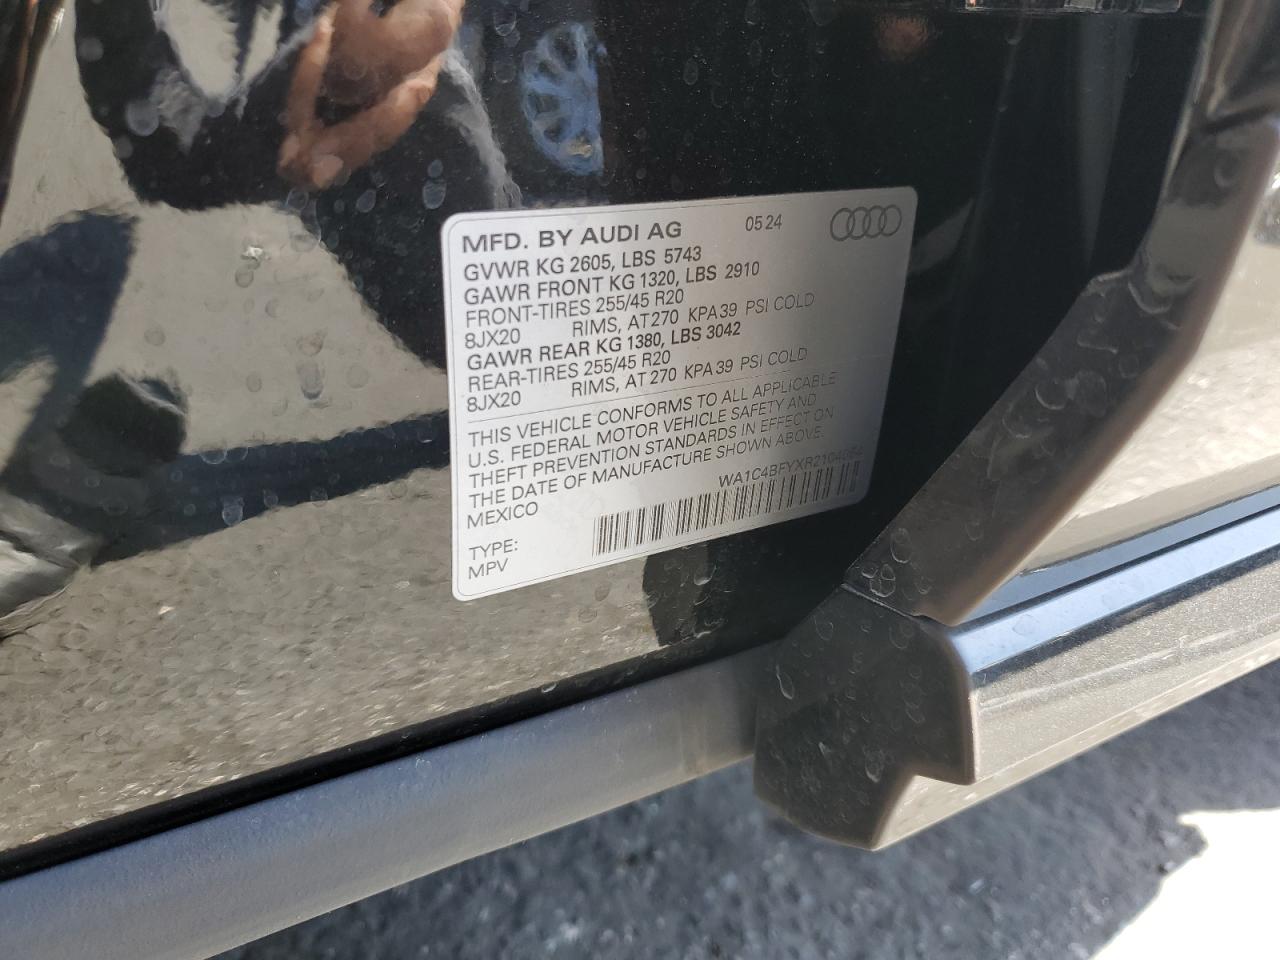 MFD. BY AUDI AG 05 24
GVWR KG 2605, LBS 5743
GAWR FRONT KG 1320, LBS 2910
FRONT-TIRES 255/45 R20
8JX20 RIMS, AT 270 KPA 39 PSI COLD
GAWR REAR KG 1380, LBS 3042
REAR-TIRES 255/45 R20
8JX20 RIMS, AT 270 KPA 39 PSI COLD
THIS VEHICLE CONFORMS TO ALL APPLICABLE
U.S. FEDERAL MOTOR VEHICLE SAFETY AND
THEFT PREVENTION STANDARDS IN EFFECT ON
THE DATE OF MANUFACTURE SHOWN ABOVE.
MEXICO
TYPE:
MPV